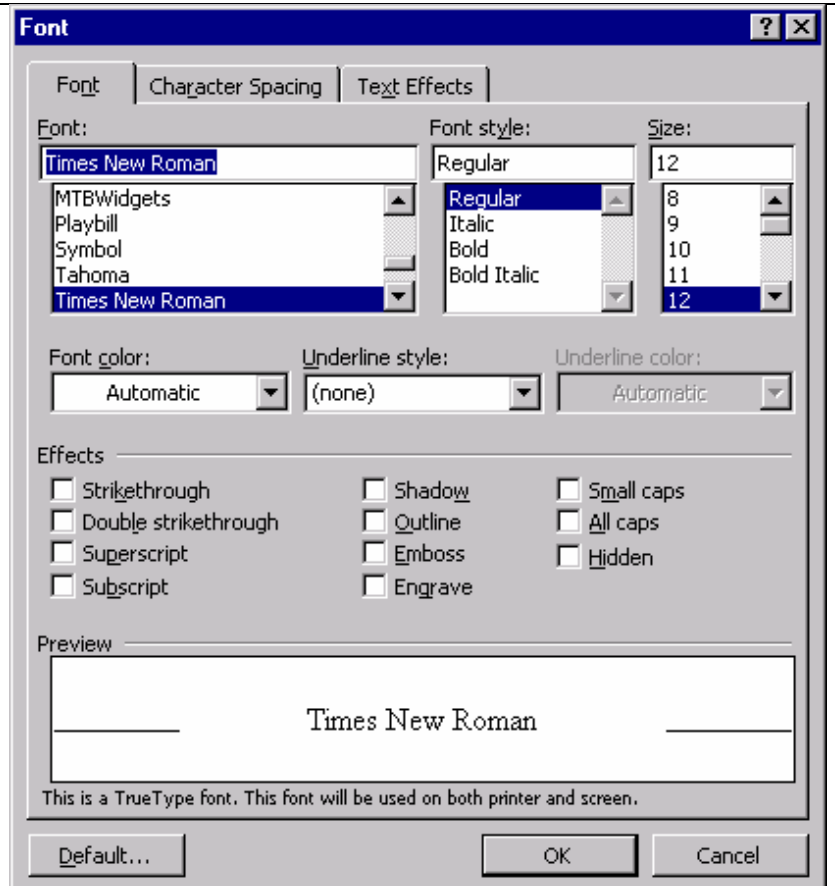 Font
Font Character Spacing Text Effects
Font: Font style: Size:
Times New Roman Regular 12
MTBWidgets Regular 8
Playbill Italic 9
Symbol Bold 10
Tahoma Bold Italic 11
Times New Roman 12
Font color: Underline style: Underline color:
Automatic (none) Automatic
Effects
Strikethrough Shadow Small caps
Double strikethrough Outline All caps
Superscript Emboss Hidden
Subscript Engrave
Preview
Times New Roman
This is a TrueType font. This font will be used on both printer and screen.
Default... OK Cancel